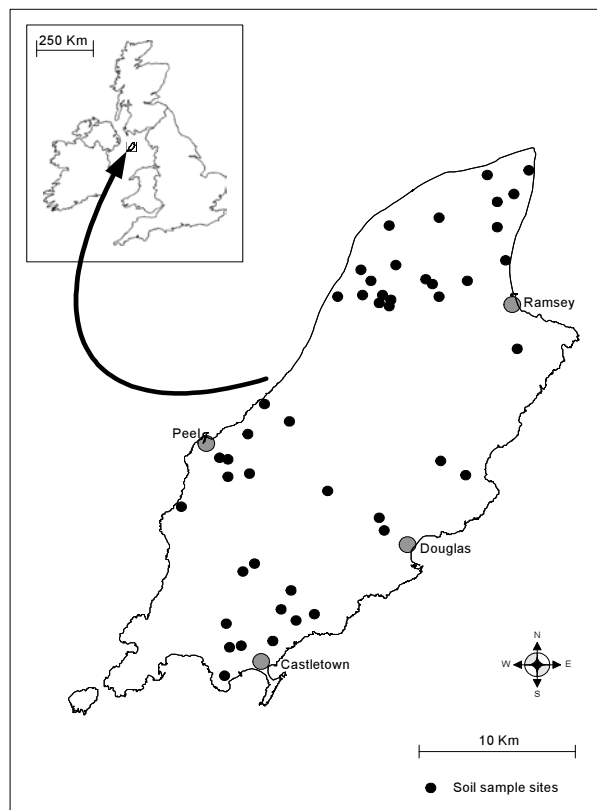 250 Km
Ramsey
Peel
Douglas
Castletown
N
W E
S
10 Km
Soil sample sites